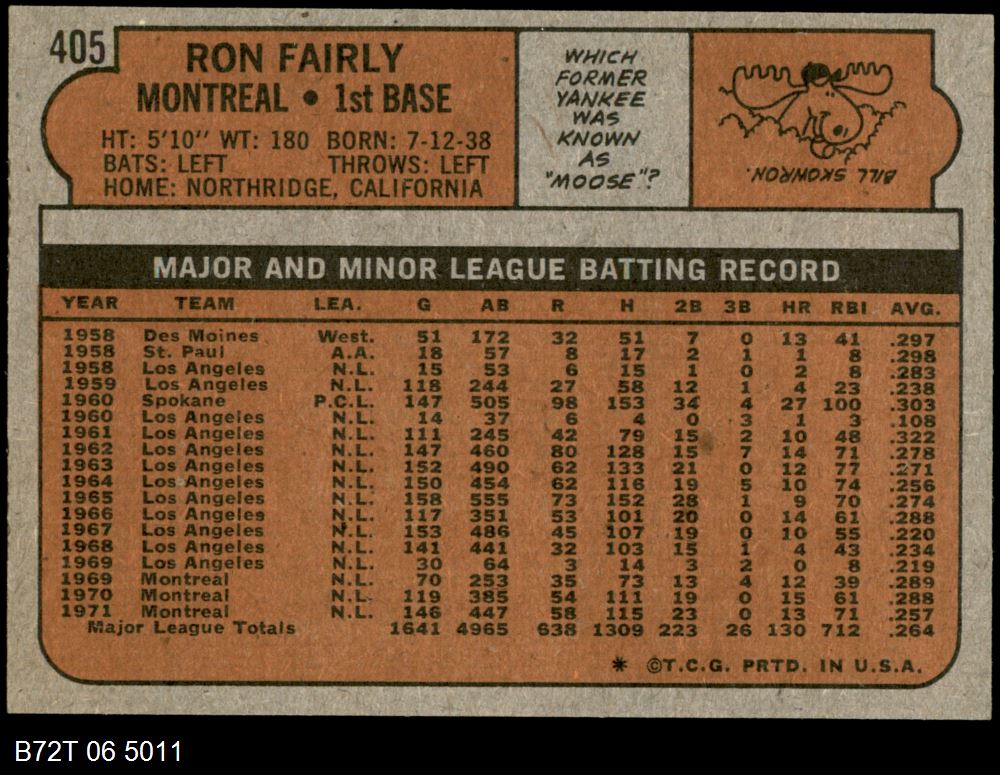 405
RON FAIRLY
MONTREAL • 1st BASE
HT: 5'10" WT: 180 BORN: 7-12-38
BATS: LEFT THROWS: LEFT
HOME: NORTHRIDGE, CALIFORNIA
WHICH
FORMER
YANKEE
WAS
KNOWN
AS
"MOOSE"?
BILL SKOWRON.
MAJOR AND MINOR LEAGUE BATTING RECORD
YEAR TEAM LEA. G AB R H 2B 3B HR RBI AVG.
1958 Des Moines West. 51 172 32 51 7 0 13 41 .297
1958 St. Paul A.A. 18 57 8 17 2 1 1 8 .298
1958 Los Angeles N.L. 15 53 6 15 1 0 2 8 .283
1959 Los Angeles N.L. 118 244 27 58 12 1 4 23 .238
1960 Spokane P.C.L. 147 505 98 153 34 4 27 100 .303
1960 Los Angeles N.L. 14 37 6 4 0 3 1 3 .108
1961 Los Angeles N.L. 111 245 42 79 15 2 10 48 .322
1962 Los Angeles N.L. 147 460 80 128 15 7 14 71 .278
1963 Los Angeles N.L. 152 490 62 133 21 0 12 77 .271
1964 Los Angeles N.L. 150 454 62 116 19 5 10 74 .256
1965 Los Angeles N.L. 158 555 73 152 28 1 9 70 .274
1966 Los Angeles N.L. 117 351 53 101 20 0 14 61 .288
1967 Los Angeles N.L. 153 486 45 107 19 0 10 55 .220
1968 Los Angeles N.L. 141 441 32 103 15 1 4 43 .234
1969 Los Angeles N.L. 30 64 3 14 3 2 0 8 .219
1969 Montreal N.L. 70 253 35 73 13 4 12 39 .289
1970 Montreal N.L. 119 385 54 111 19 0 15 61 .288
1971 Montreal N.L. 146 447 58 115 23 0 13 71 .257
Major League Totals 1641 4965 638 1309 223 26 130 712 .264
* ©T.C.G. PRTD. IN U.S.A.
B72T 06 5011